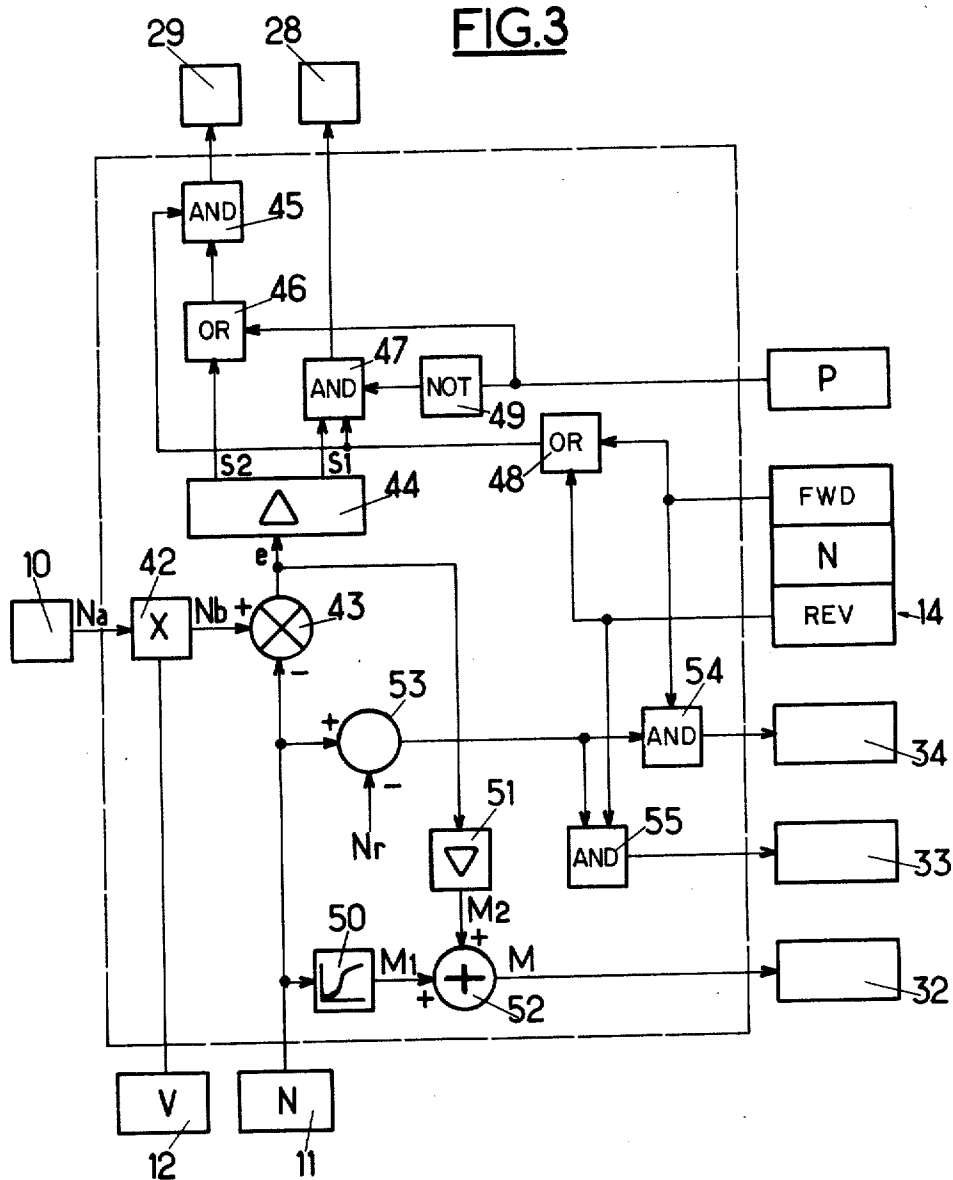 FIG.3
29
28
AND
45
46
OR
47
AND
NOT
49
P
OR
48
S2
S1
44
FWD
N
REV
14
e
10
42
Na
X
Nb
+
43
-
53
+
-
Nr
54
AND
34
51
55
AND
33
M2
+
50
M1
+
M
52
32
V
N
12
11